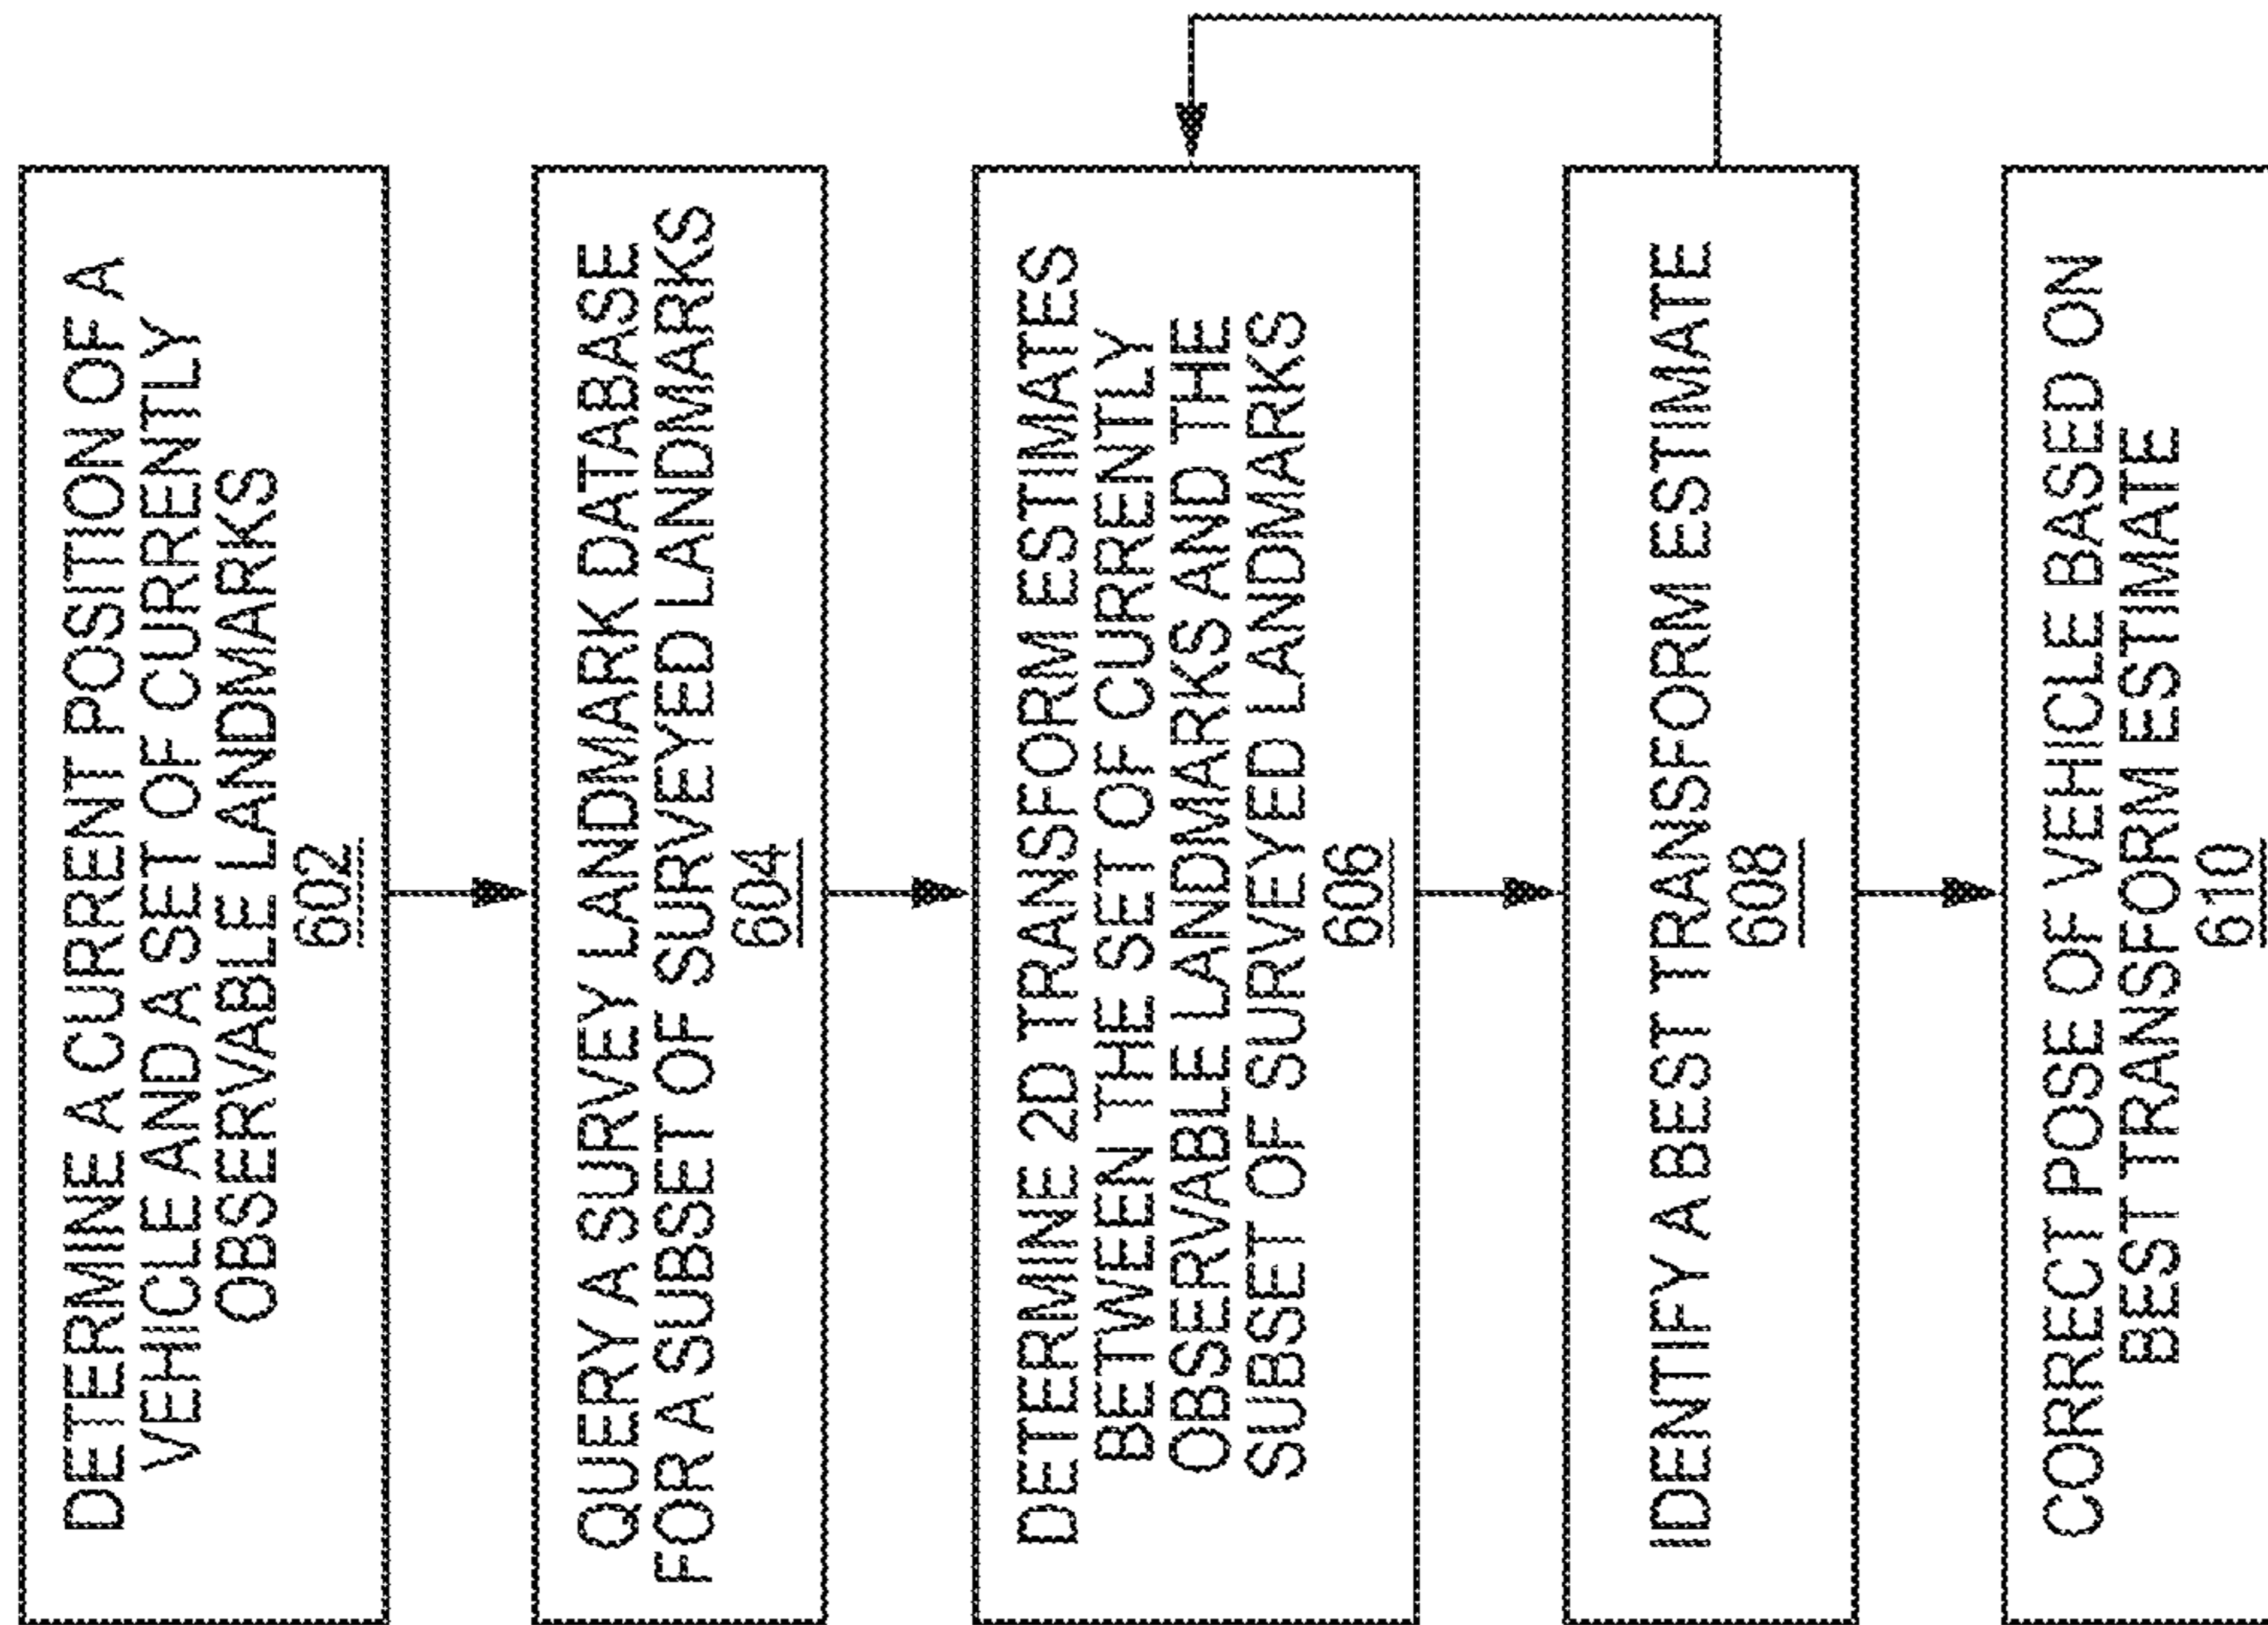 DETERMINE A CURRENT POSITION OF A
VEHICLE AND A SET OF CURRENTLY
OBSERVABLE LANDMARKS
602
QUERY A SURVEY LANDMARK DATABASE
FOR A SUBSET OF SURVEYED LANDMARKS
604
DETERMINE 2D TRANSFORM ESTIMATES
BETWEEN THE SET OF CURRENTLY
OBSERVABLE LANDMARKS AND THE
SUBSET OF SURVEYED LANDMARKS
606
IDENTIFY A BEST TRANSFORM ESTIMATE
608
CORRECT POSE OF VEHICLE BASED ON
BEST TRANSFORM ESTIMATE
610